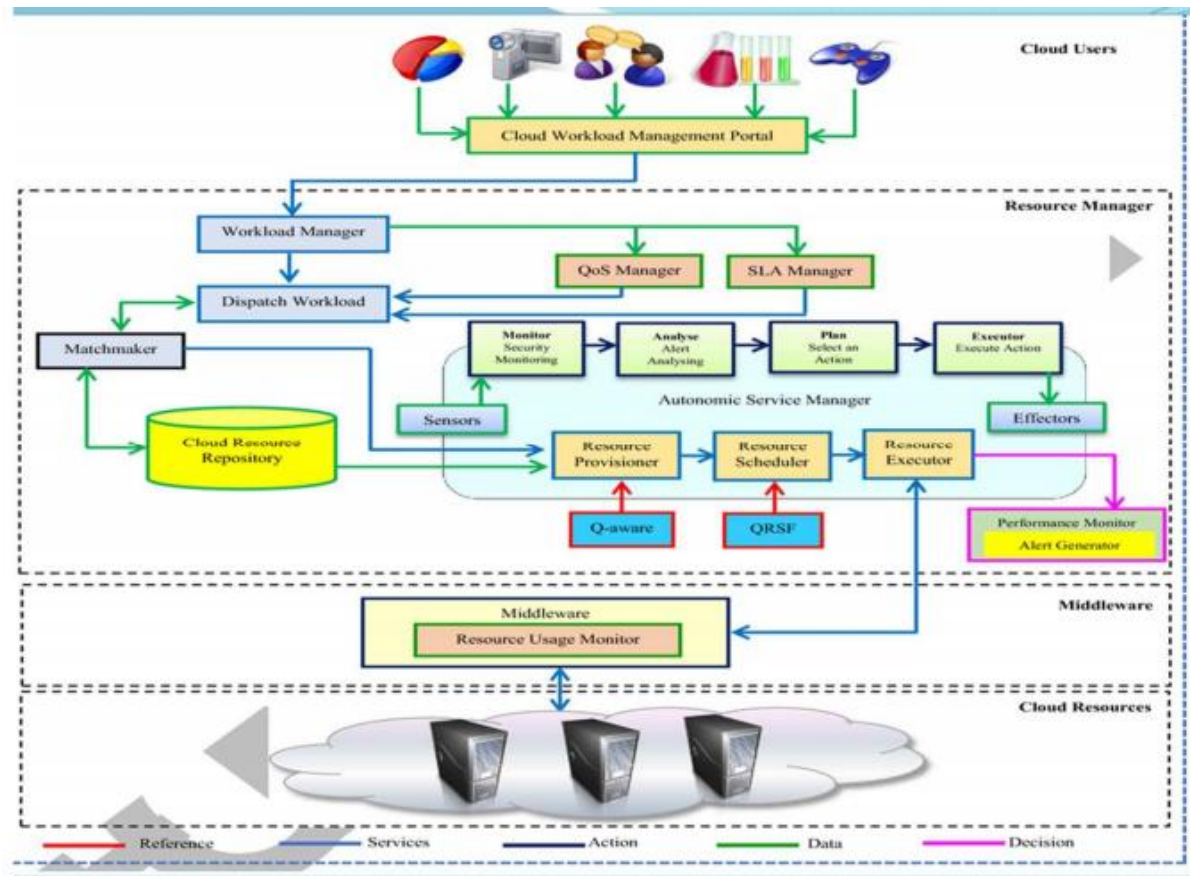 Cloud Users
Cloud Workload Management Portal
Resource Manager
Workload Manager
QoS Manager
SLA Manager
Dispatch Workload
Matchmaker
Monitor
Security
Monitoring
Analyse
Alert
Analysing
Plan
Select an
Action
Executor
Execute Action
Autonomic Service Manager
Sensors
Effectors
Cloud Resource
Repository
Resource
Provisioner
Resource
Scheduler
Resource
Executor
Q-aware
QRSF
Performance Monitor
Alert Generator
Middleware
Middleware
Resource Usage Monitor
Cloud Resources
Reference
Services
Action
Data
Decision